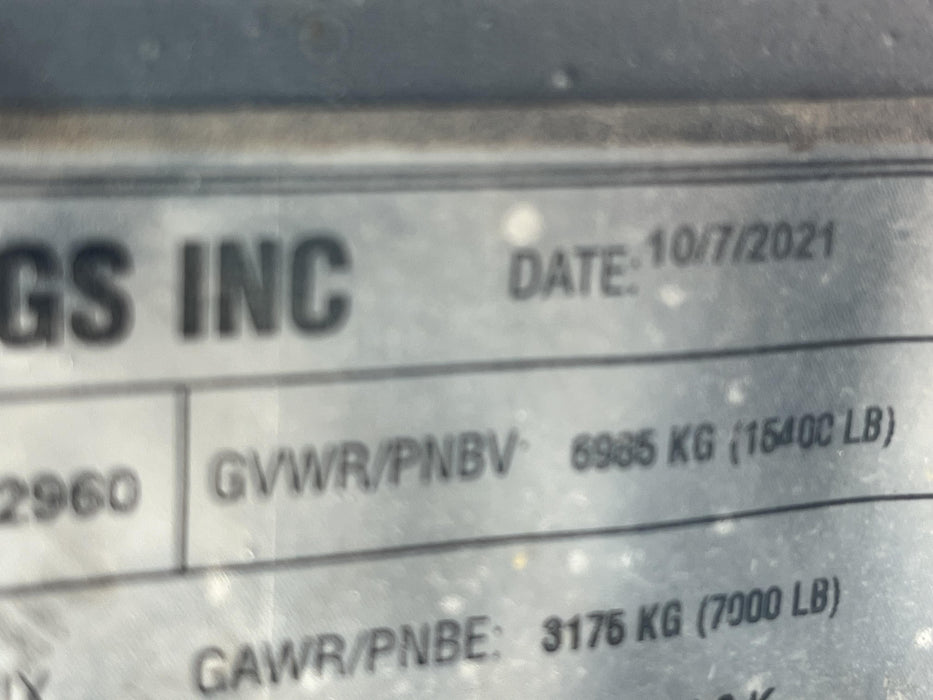 GS INC DATE: 10/7/2021
2960 GVWR/PNBV 6985 KG (15400 LB)
GAWR/PNBE: 3175 KG (7000 LB)